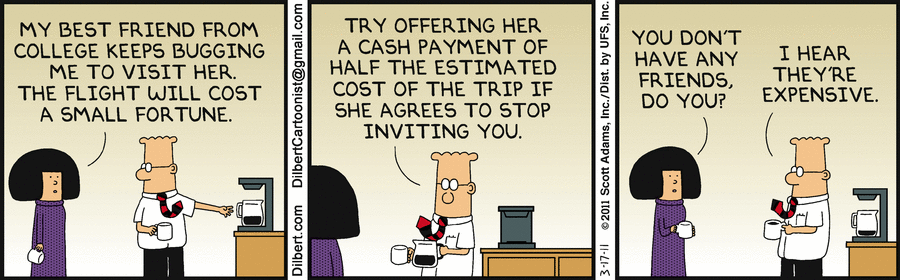 MY BEST FRIEND FROM
COLLEGE KEEPS BUGGING
ME TO VISIT HER.
THE FLIGHT WILL COST
A SMALL FORTUNE.
Dilbert.com DilbertCartoonist@gmail.com
TRY OFFERING HER
A CASH PAYMENT OF
HALF THE ESTIMATED
COST OF THE TRIP IF
SHE AGREES TO STOP
INVITING YOU.
3-17-11 ©2011 Scott Adams, Inc./Dist. by UFS, Inc.
YOU DON'T
HAVE ANY
FRIENDS,
DO YOU?
I HEAR
THEY'RE
EXPENSIVE.